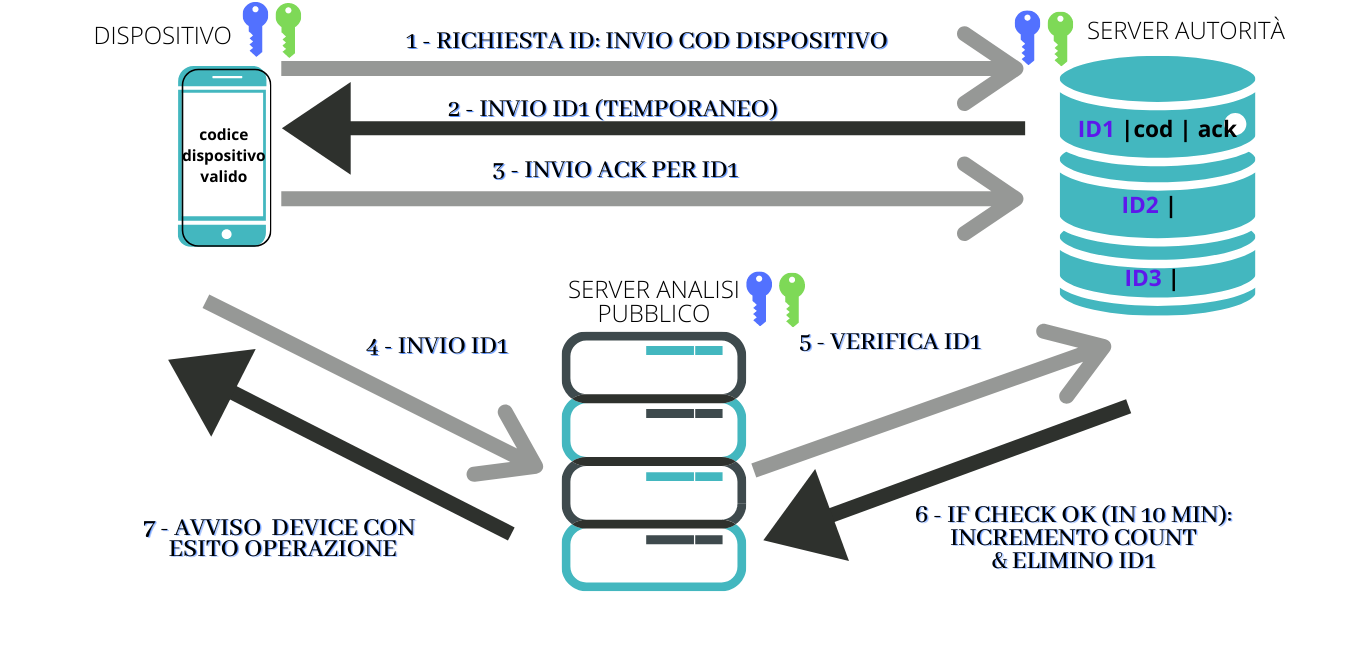 DISPOSITIVO
SERVER AUTORITÀ
1 - RICHIESTA ID: INVIO COD DISPOSITIVO
2 - INVIO ID1 (TEMPORANEO)
3 - INVIO ACK PER ID1
codice
dispositivo
valido
ID1 |cod | ack
ID2 |
ID3 |
SERVER ANALISI
PUBBLICO
4 - INVIO ID1
5 - VERIFICA ID1
7 - AVVISO DEVICE CON
ESITO OPERAZIONE
6 - IF CHECK OK (IN 10 MIN):
INCREMENTO COUNT
& ELIMINO ID1